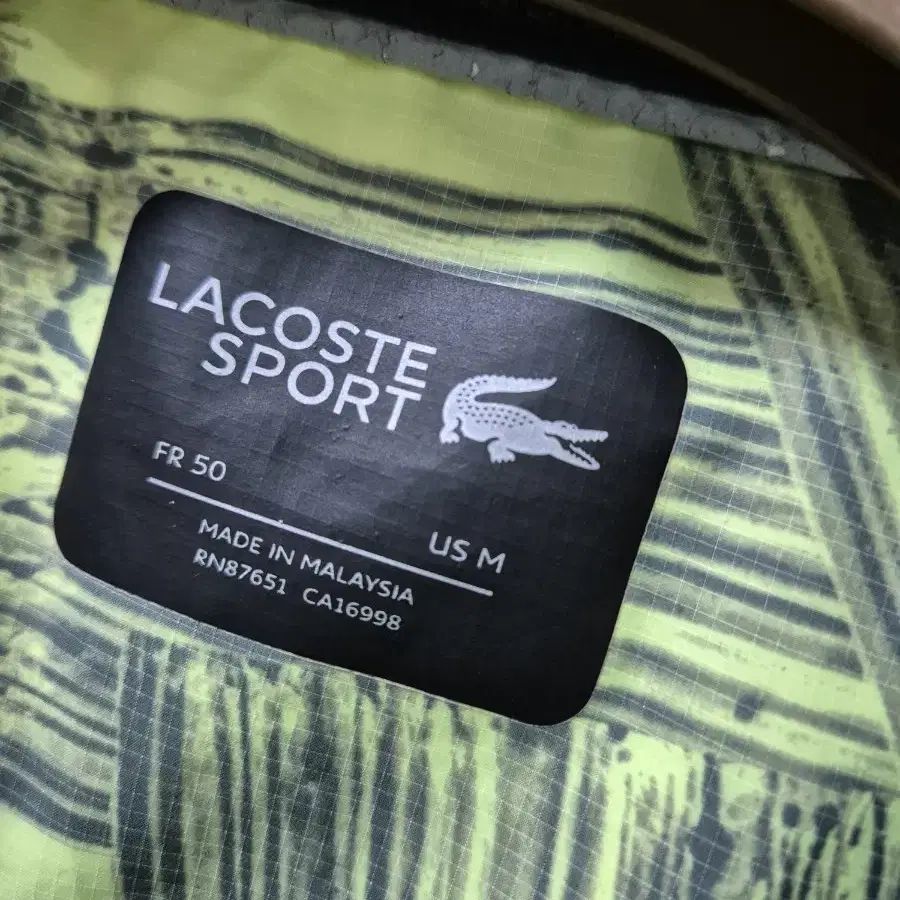 LACOSTE
SPORT
FR 50
US M
MADE IN MALAYSIA
RN87651 CA16998